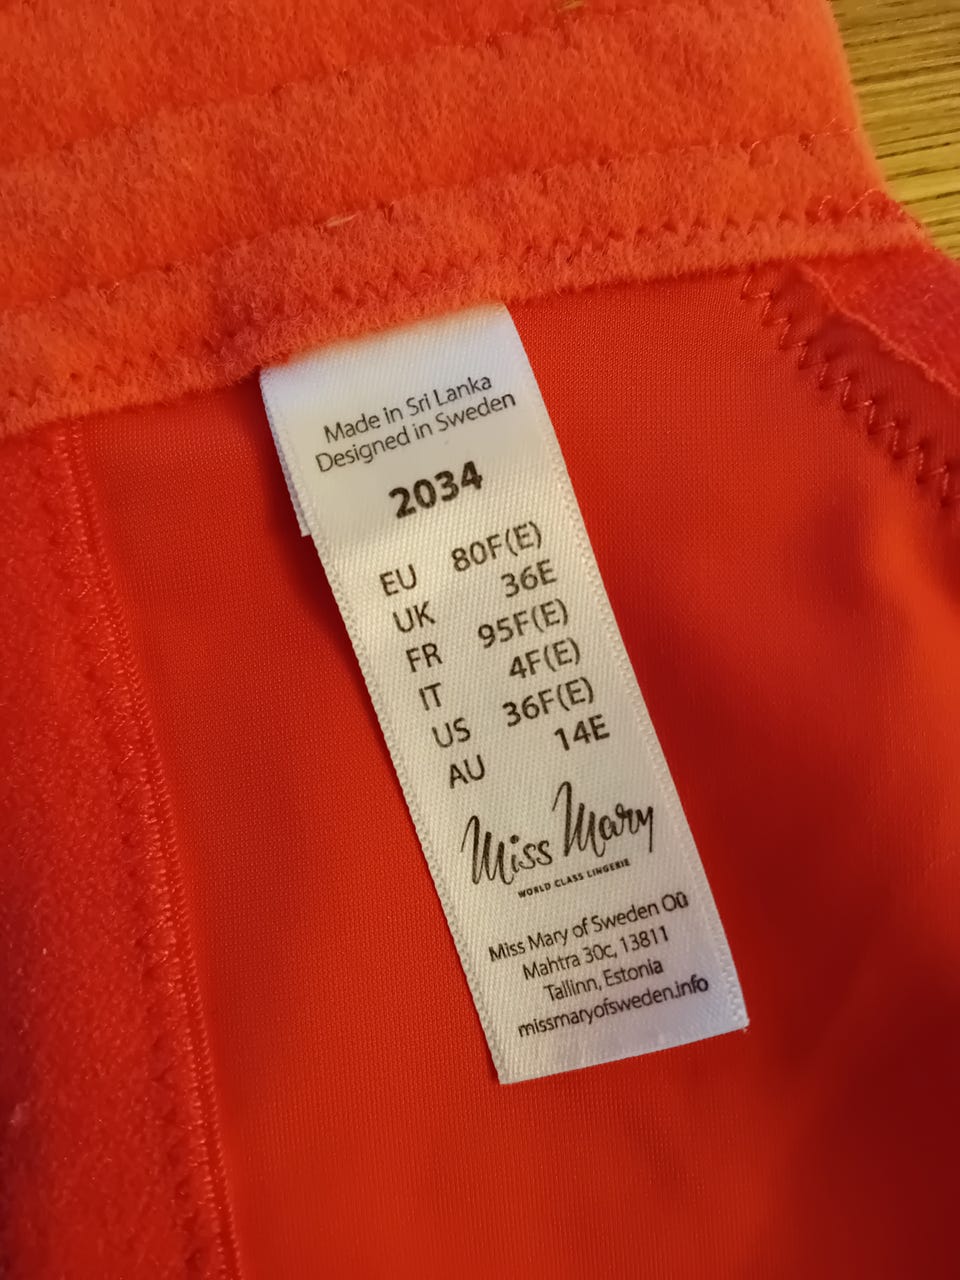 Made in Sri Lanka
Designed in Sweden
2034
EU 80F(E)
UK 36E
FR 95F(E)
IT 4F(E)
US 36F(E)
AU 14E
Miss Mary
WORLD CLASS LINGERIE
Miss Mary of Sweden OÜ
Mahtra 30c, 13811
Tallinn, Estonia
missmaryofsweden.info